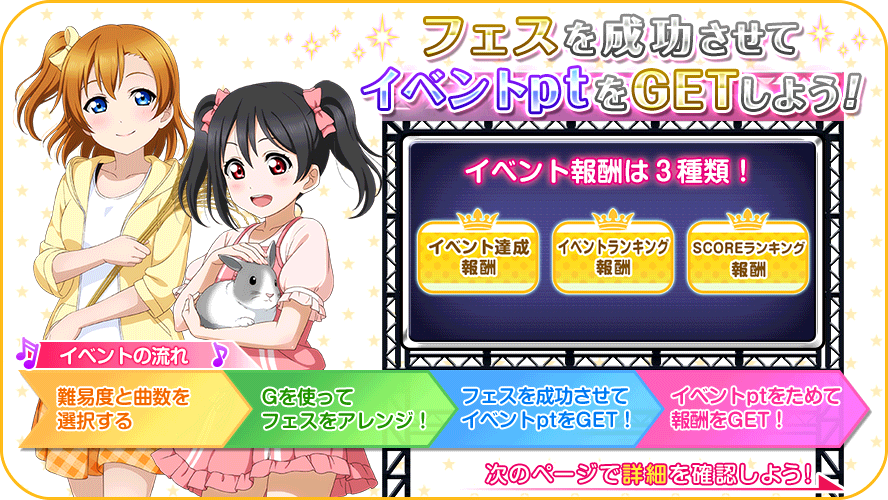 フェスを成功させて
イベントptをGETしよう!
イベント報酬は3種類!
イベント達成
報酬
イベントランキング
報酬
SCOREランキング
報酬
イベントの流れ
難易度と曲数を
選択する
Gを使って
フェスをアレンジ!
フェスを成功させて
イベントptをGET!
イベントptをためて
報酬をGET!
次のページで詳細を確認しよう!